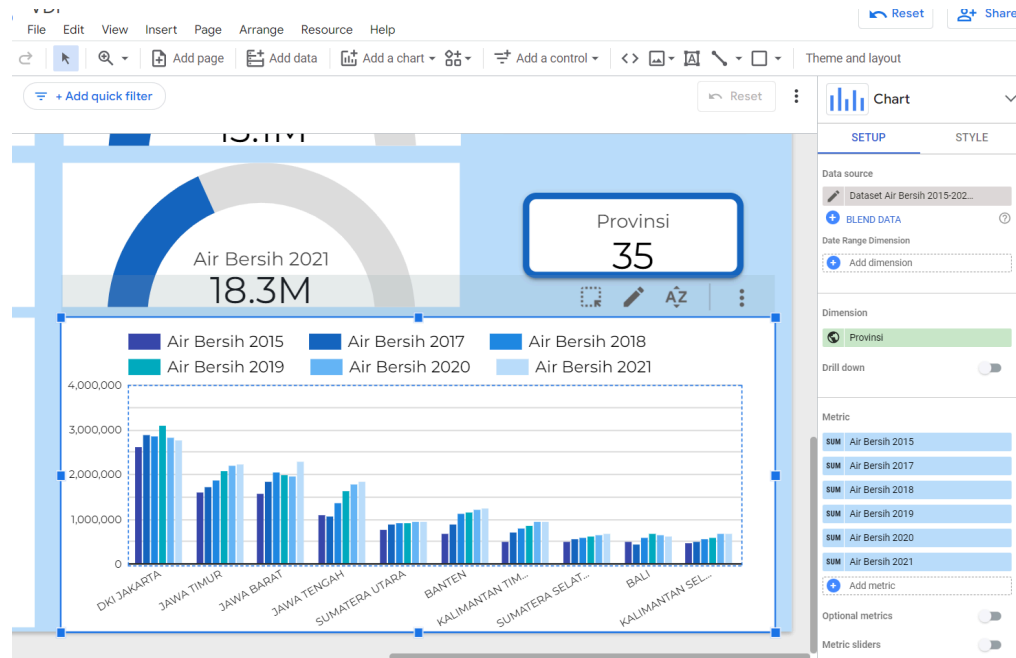 VDP
Reset
Share
File Edit View Insert Page Arrange Resource Help
Add page Add data Add a chart Add a control Theme and layout
+ Add quick filter
Reset
Chart
SETUP STYLE
Data source
Dataset Air Bersih 2015-202...
BLEND DATA
Date Range Dimension
Add dimension
Dimension
Provinsi
Drill down
Metric
SUM Air Bersih 2015
SUM Air Bersih 2017
SUM Air Bersih 2018
SUM Air Bersih 2019
SUM Air Bersih 2020
SUM Air Bersih 2021
Add metric
Optional metrics
Metric sliders
Air Bersih 2021
18.3M
Provinsi
35
AZ
Air Bersih 2015 Air Bersih 2017 Air Bersih 2018
Air Bersih 2019 Air Bersih 2020 Air Bersih 2021
4,000,000
3,000,000
2,000,000
1,000,000
0
DKI JAKARTA
JAWA TIMUR
JAWA BARAT
JAWA TENGAH
SUMATERA UTARA
BANTEN
KALIMANTAN TIM...
SUMATERA SELAT...
BALI
KALIMANTAN SEL...